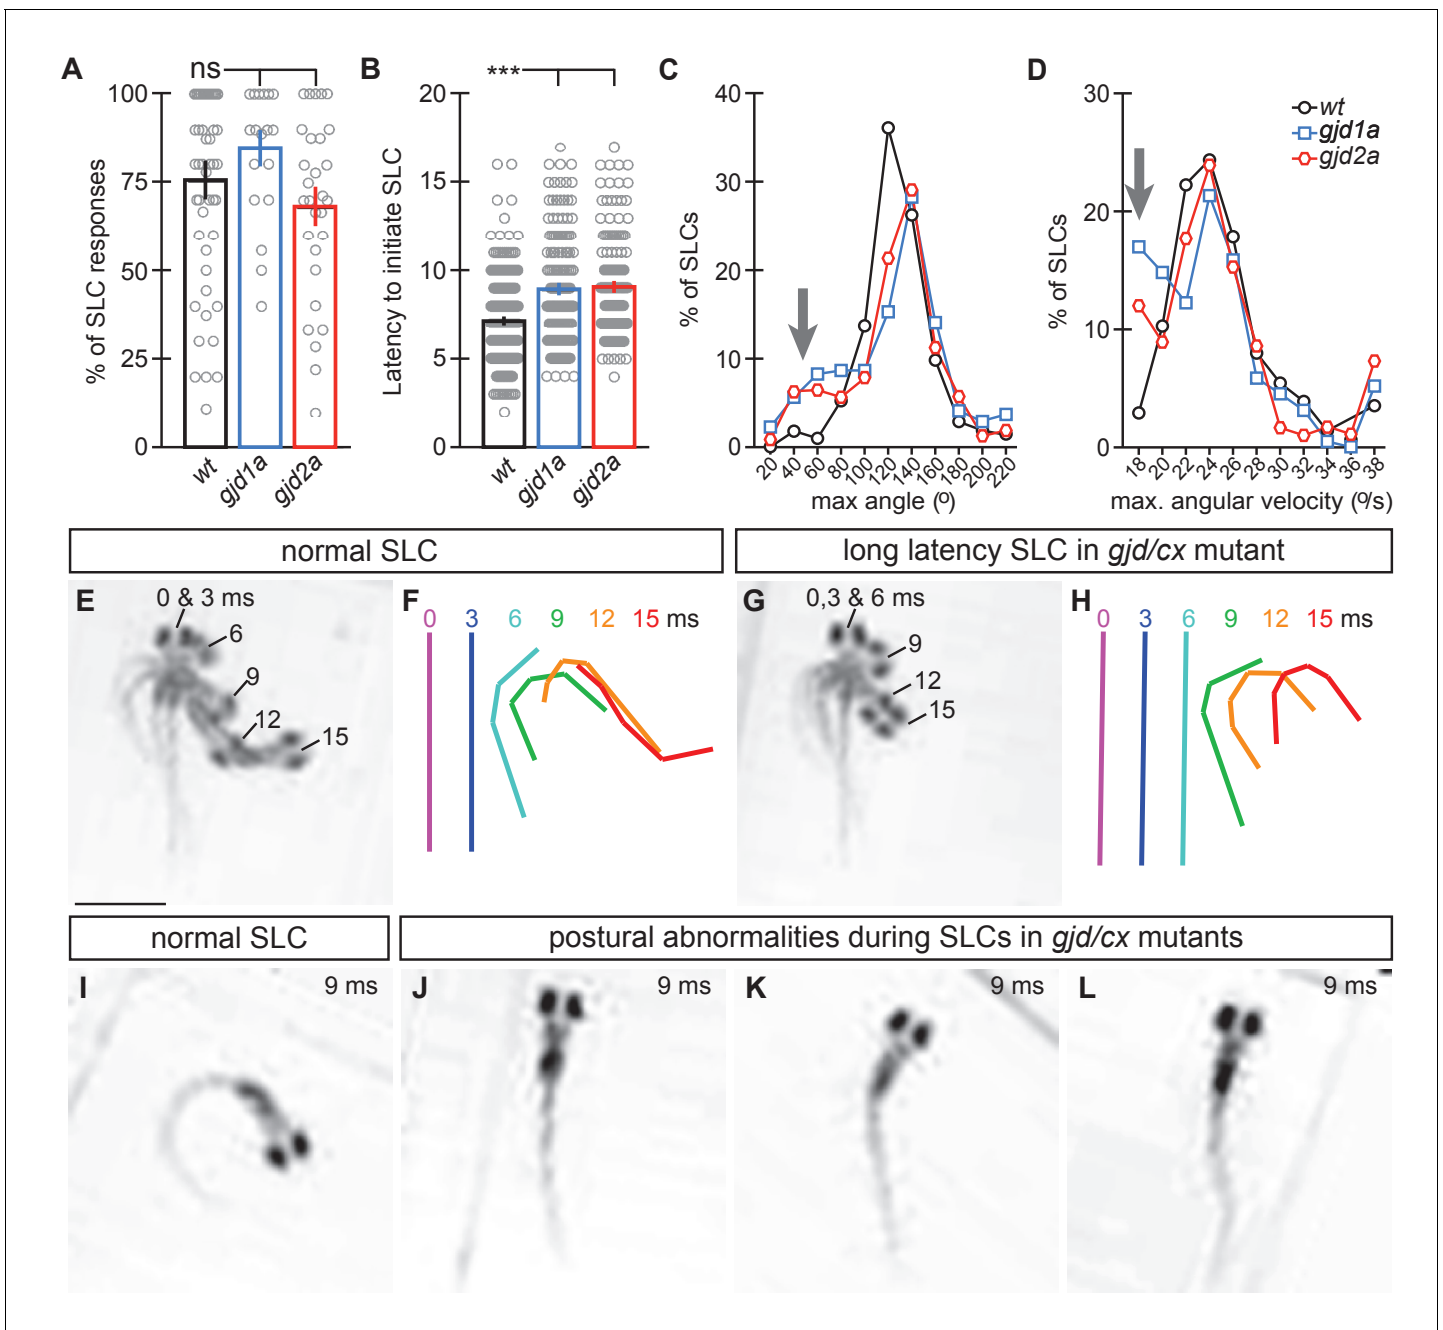 A
ns
% of SLC responses
100
75
50
25
0
wt
gjd1a
gjd2a
B
***
Latency to initiate SLC
20
15
10
5
0
wt
gjd1a
gjd2a
C
% of SLCs
40
30
20
10
0
20 40 60 80 100 120 140 160 180 200 220
max angle (º)
D
% of SLCs
30
20
10
0
18 20 22 24 26 28 30 32 34 36 38
max. angular velocity (º/s)
wt
gjd1a
gjd2a
normal SLC
long latency SLC in gjd/cx mutant
E
0 & 3 ms
6
9
12
15
F
0 3 6 9 12 15 ms
G
0,3 & 6 ms
9
12
15
H
0 3 6 9 12 15 ms
normal SLC
postural abnormalities during SLCs in gjd/cx mutants
I
9 ms
J
9 ms
K
9 ms
L
9 ms